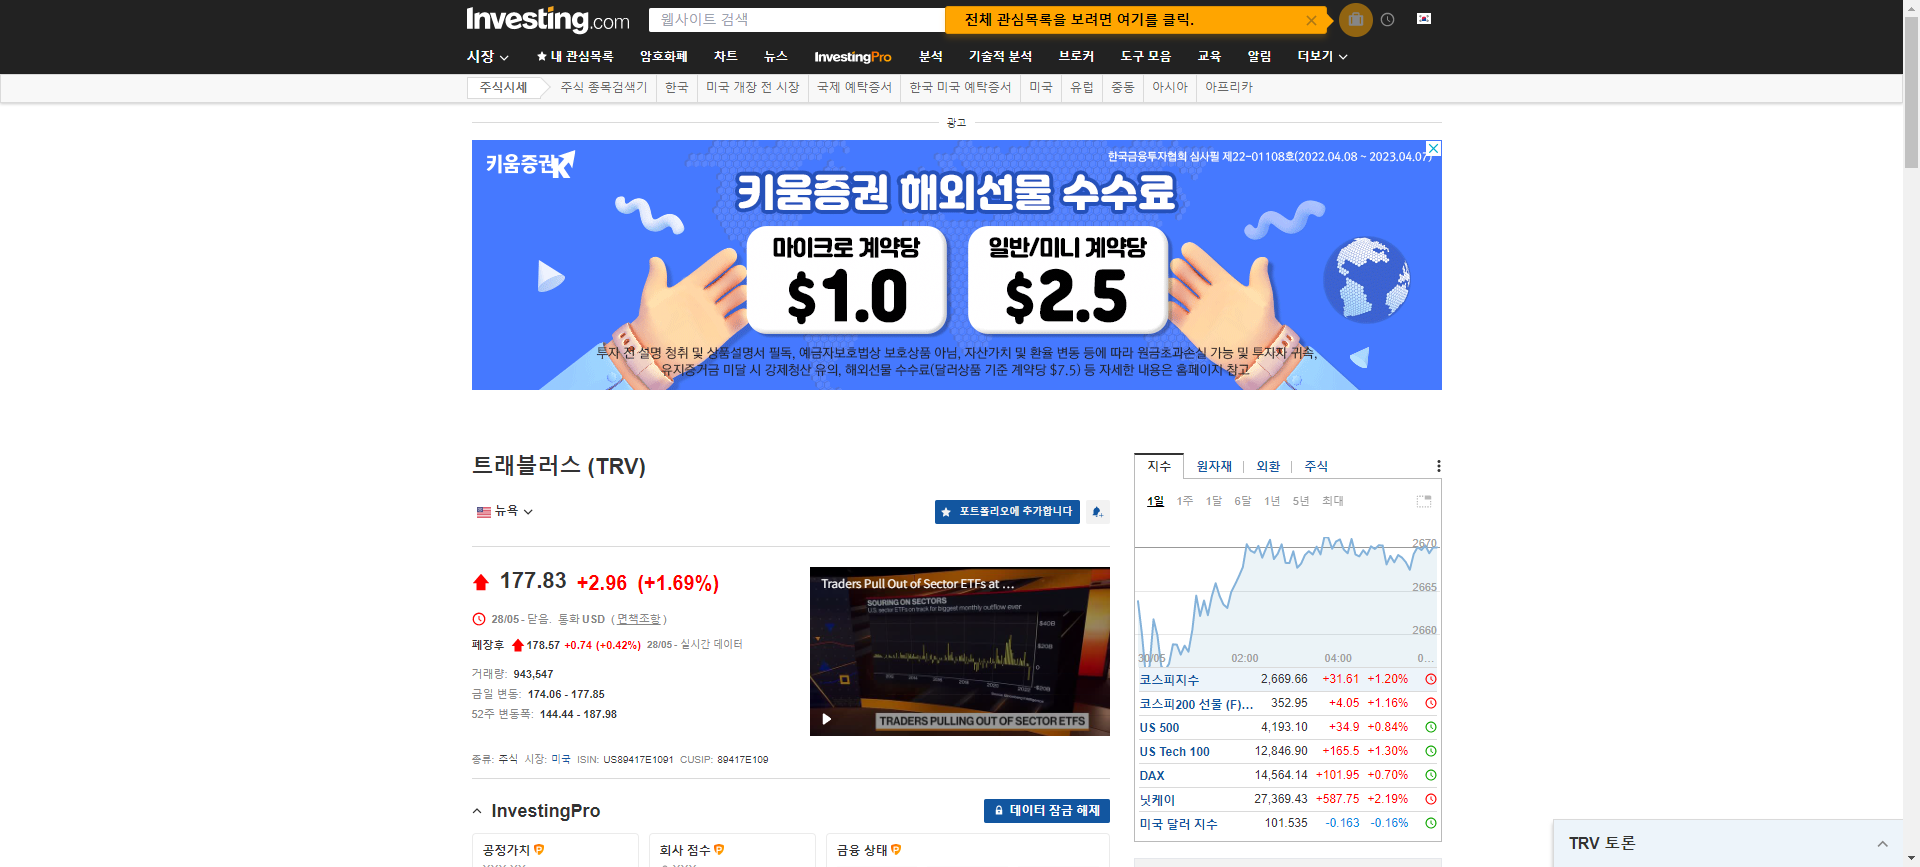 Investing.com
웹사이트 검색
전체 관심목록을 보려면 여기를 클릭.
시장 내 관심목록 암호화폐 차트 뉴스 InvestingPro 분석 기술적 분석 브로커 도구 모음 교육 알림 더보기
주식시세 주식 종목검색기 한국 미국 개장 전 시장 국제 예탁증서 한국 미국 예탁증서 미국 유럽 중동 아시아 아프리카
광고
키움증권
한국금융투자협회 심사필 제22-01108호(2022.04.08 ~ 2023.04.07)
키움증권 해외선물 수수료
마이크로 계약당
$1.0
일반/미니 계약당
$2.5
투자 전 설명 청취 및 상품설명서 필독, 예금자보호법상 보호상품 아님, 자산가치 및 환율 변동 등에 따라 원금초과손실 가능 및 투자자 귀속,
유지증거금 미달 시 강제청산 유의, 해외선물 수수료(달러상품 기준 계약당 $7.5) 등 자세한 내용은 홈페이지 참고
트래블러스 (TRV)
뉴욕
포트폴리오에 추가합니다
177.83 +2.96 (+1.69%)
28/05 - 닫음. 통화 USD ( 면책조항 )
폐장후 178.57 +0.74 (+0.42%) 28/05 - 실시간 데이터
거래량: 943,547
금일 변동: 174.06 - 177.85
52주 변동폭: 144.44 - 187.98
Traders Pull Out of Sector ETFs at ...
SOURING ON SECTORS
U.S. sector ETFs on track for biggest monthly outflow ever
$40B
$20B
0
-$20B
TRADERS PULLING OUT OF SECTOR ETFS
종류: 주식 시장: 미국 ISIN: US89417E1091 CUSIP: 89417E109
InvestingPro
데이터 잠금 해제
공정가치
회사 점수
금융 상태
지수 원자재 외환 주식
1일 1주 1달 6달 1년 5년 최대
2670
2665
2660
30/05 02:00 04:00 0...
코스피지수 2,669.66 +31.61 +1.20%
코스피200 선물 (F)... 352.95 +4.05 +1.16%
US 500 4,193.10 +34.9 +0.84%
US Tech 100 12,846.90 +165.5 +1.30%
DAX 14,564.14 +101.95 +0.70%
닛케이 27,369.43 +587.75 +2.19%
미국 달러 지수 101.535 -0.163 -0.16%
TRV 토론